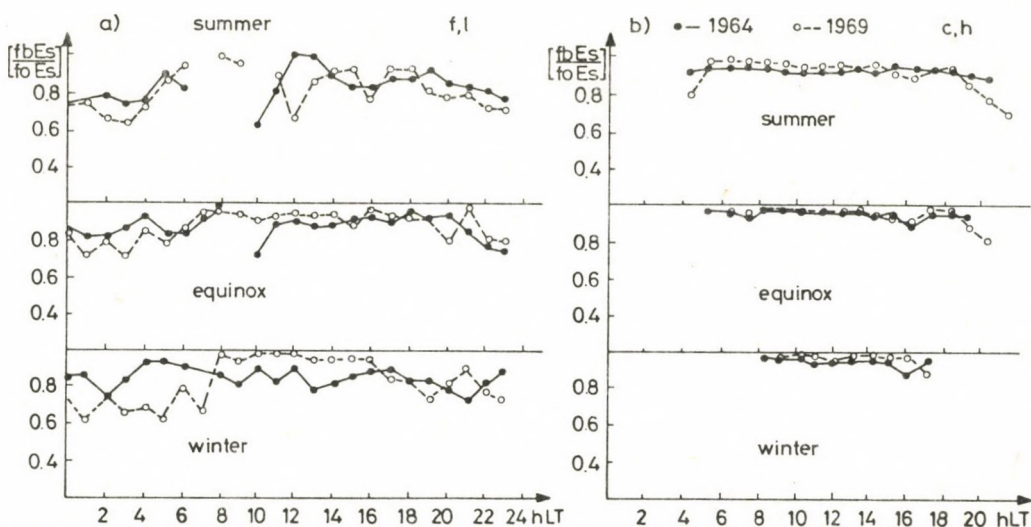 a) summer f,l
[fbEs/foEs]
0.8
0.6
0.4
0.8
0.6
equinox
0.4
0.8
0.6
winter
0.4
2 4 6 8 10 12 14 16 18 20 22 24 hLT
b) 1964 1969 c,h
[fbEs/foEs]
0.8
0.6
summer
0.4
0.8
0.6
equinox
0.4
0.8
0.6
winter
0.4
2 4 6 8 10 12 14 16 18 20 hLT